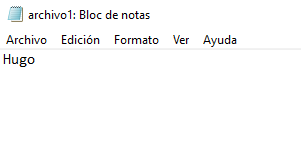 archivo1: Bloc de notas
Archivo Edición Formato Ver Ayuda
Hugo